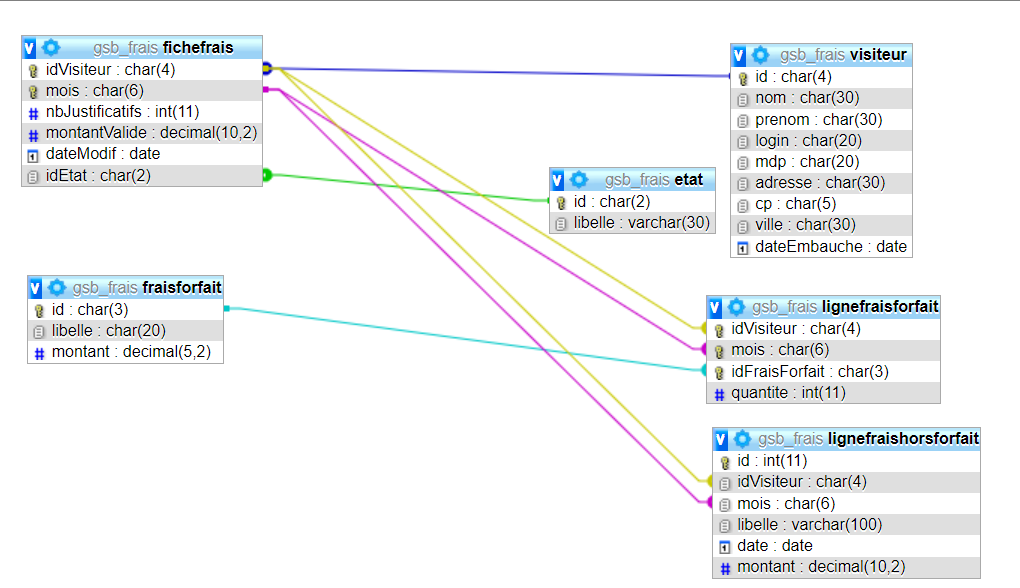 gsb_frais fichefrais
idVisiteur : char(4)
mois : char(6)
nbJustificatifs : int(11)
montantValide : decimal(10,2)
dateModif : date
idEtat : char(2)
gsb_frais visiteur
id : char(4)
nom : char(30)
prenom : char(30)
login : char(20)
mdp : char(20)
adresse : char(30)
cp : char(5)
ville : char(30)
dateEmbauche : date
gsb_frais etat
id : char(2)
libelle : varchar(30)
gsb_frais fraisforfait
id : char(3)
libelle : char(20)
montant : decimal(5,2)
gsb_frais lignefraisforfait
idVisiteur : char(4)
mois : char(6)
idFraisForfait : char(3)
quantite : int(11)
gsb_frais lignefraishorsforfait
id : int(11)
idVisiteur : char(4)
mois : char(6)
libelle : varchar(100)
date : date
montant : decimal(10,2)